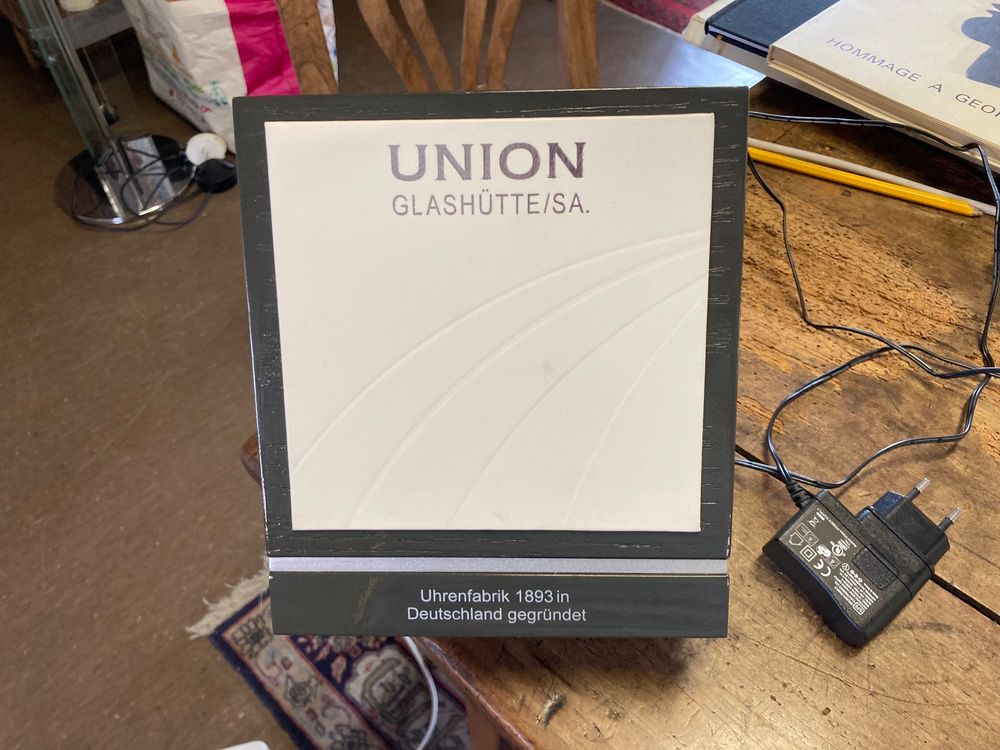 UNION
GLASHÜTTE/SA.
Uhrenfabrik 1893 in
Deutschland gegründet
HOMMAGE A GEO